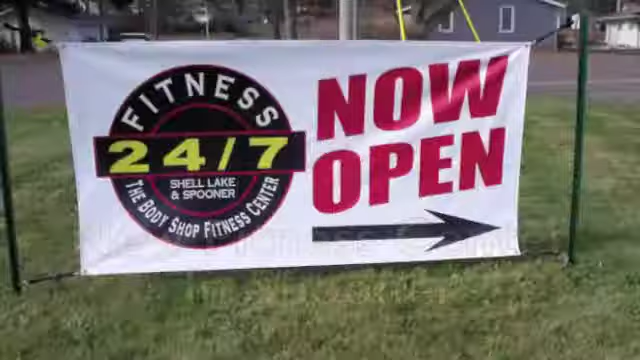 FITNESS
24/7
SHELL LAKE
& SPOONER
THE BODY SHOP FITNESS CENTER
NOW
OPEN